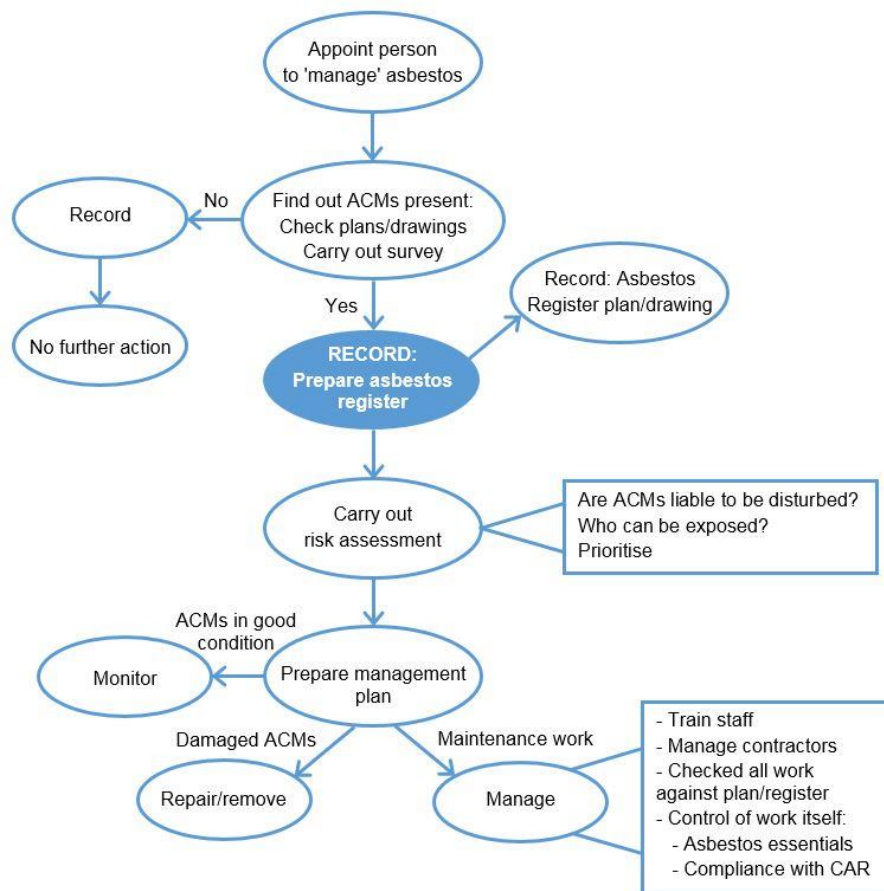 Appoint person
to 'manage' asbestos
No
Find out ACMs present:
Check plans/drawings
Carry out survey
Record
Record: Asbestos
Register plan/drawing
Yes
No further action
RECORD:
Prepare asbestos
register
Carry out
risk assessment
Are ACMs liable to be disturbed?
Who can be exposed?
Prioritise
ACMs in good
condition
Monitor
Prepare management
plan
Damaged ACMs
Maintenance work
Repair/remove
Manage
- Train staff
- Manage contractors
- Checked all work
against plan/register
- Control of work itself:
- Asbestos essentials
- Compliance with CAR